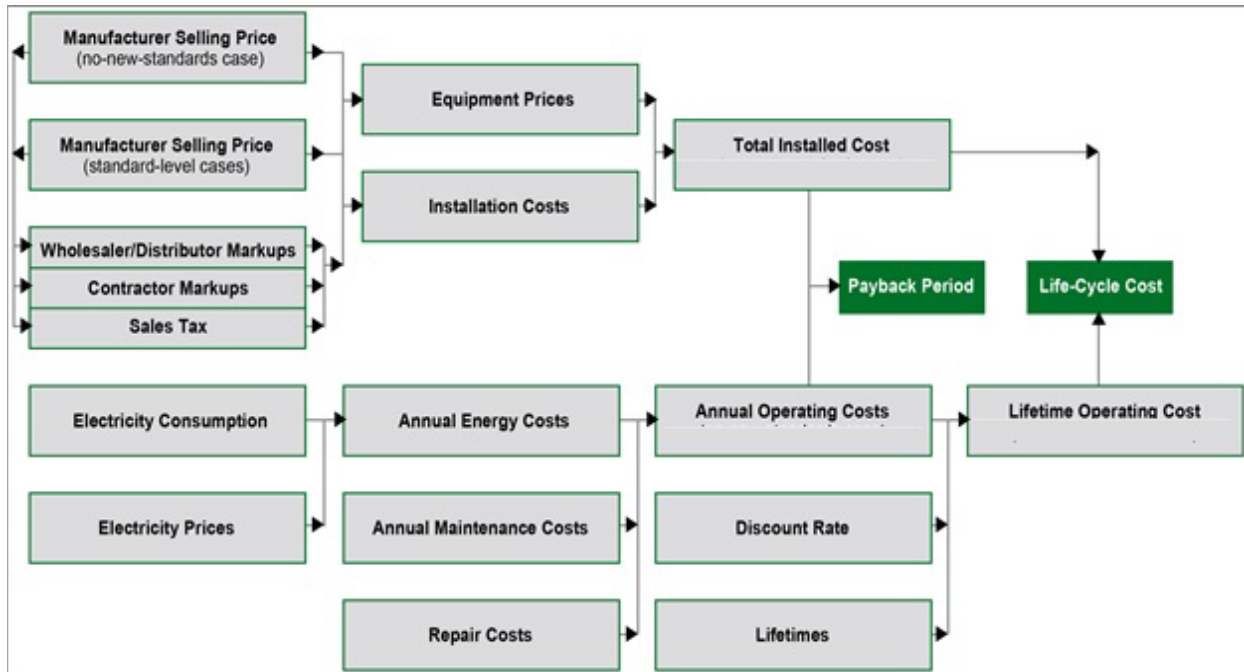 Manufacturer Selling Price
(no-new-standards case)
Equipment Prices
Manufacturer Selling Price
(standard-level cases)
Total Installed Cost
Installation Costs
Wholesaler/Distributor Markups
Contractor Markups
Sales Tax
Payback Period
Life-Cycle Cost
Electricity Consumption
Annual Energy Costs
Annual Operating Costs
Lifetime Operating Cost
Electricity Prices
Annual Maintenance Costs
Discount Rate
Repair Costs
Lifetimes